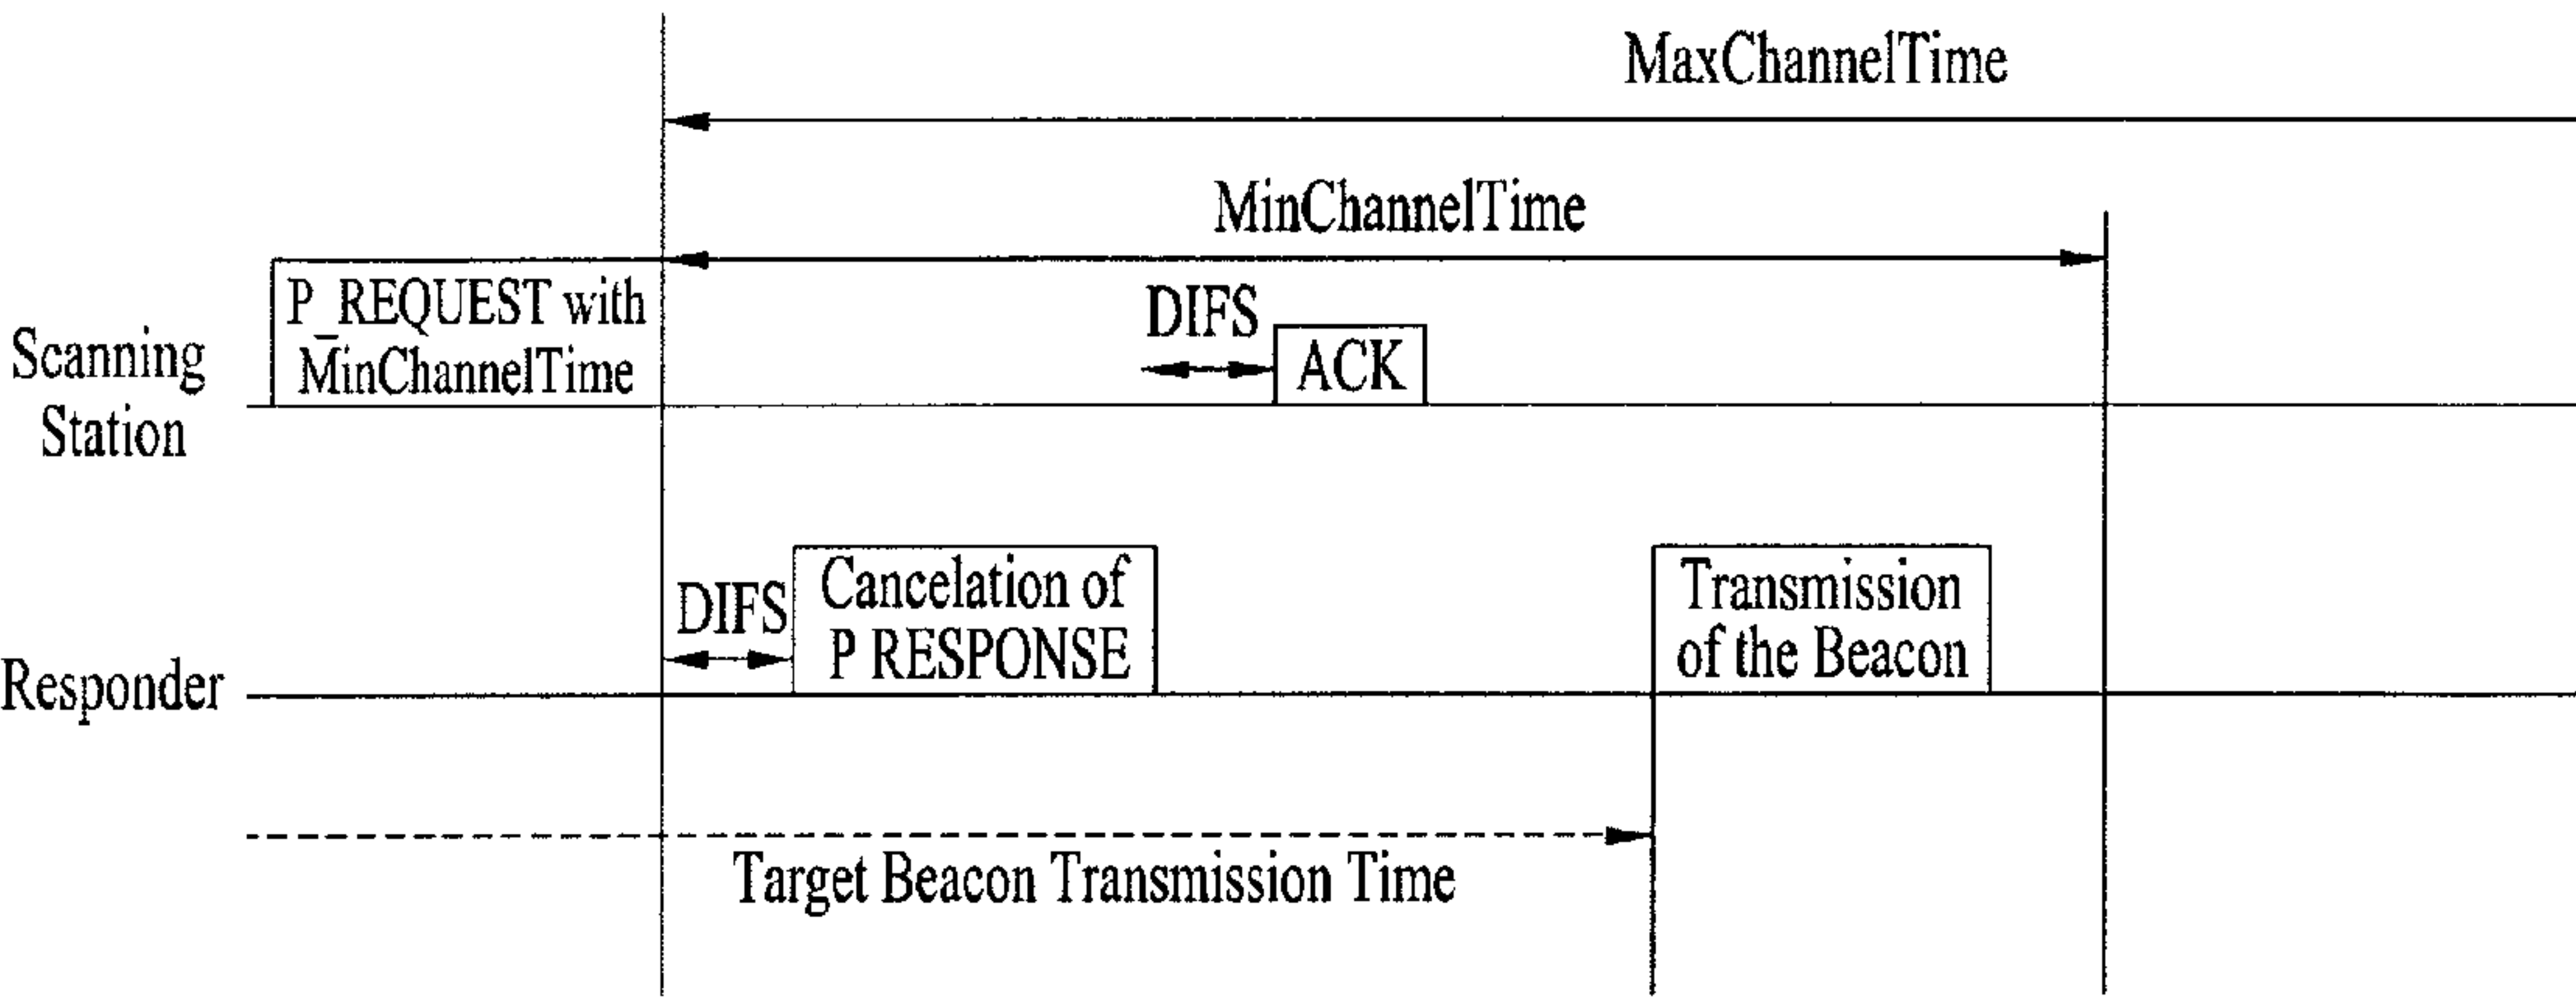 MaxChannelTime
MinChannelTime
P_REQUEST with
MinChannelTime
DIFS
ACK
Scanning
Station
DIFS
Cancelation of
P RESPONSE
Transmission
of the Beacon
Responder
Target Beacon Transmission Time